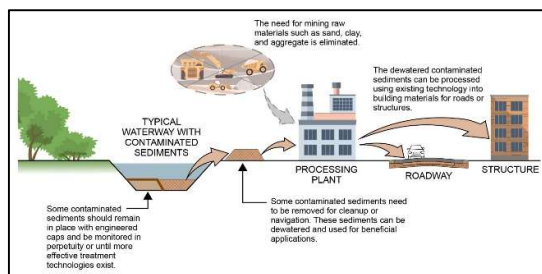 The need for mining raw
materials such as sand, clay,
and aggregate is eliminated.
The dewatered contaminated
sediments can be processed
using existing technology into
building materials for roads or
structures.
TYPICAL
WATERWAY WITH
CONTAMINATED
SEDIMENTS
PROCESSING
PLANT
ROADWAY
STRUCTURE
Some contaminated
sediments should remain
in place with engineered
caps and be monitored in
perpetuity or until more
effective treatment
technologies exist.
Some contaminated sediments need
to be removed for cleanup or
navigation. These sediments can be
dewatered and used for beneficial
applications.